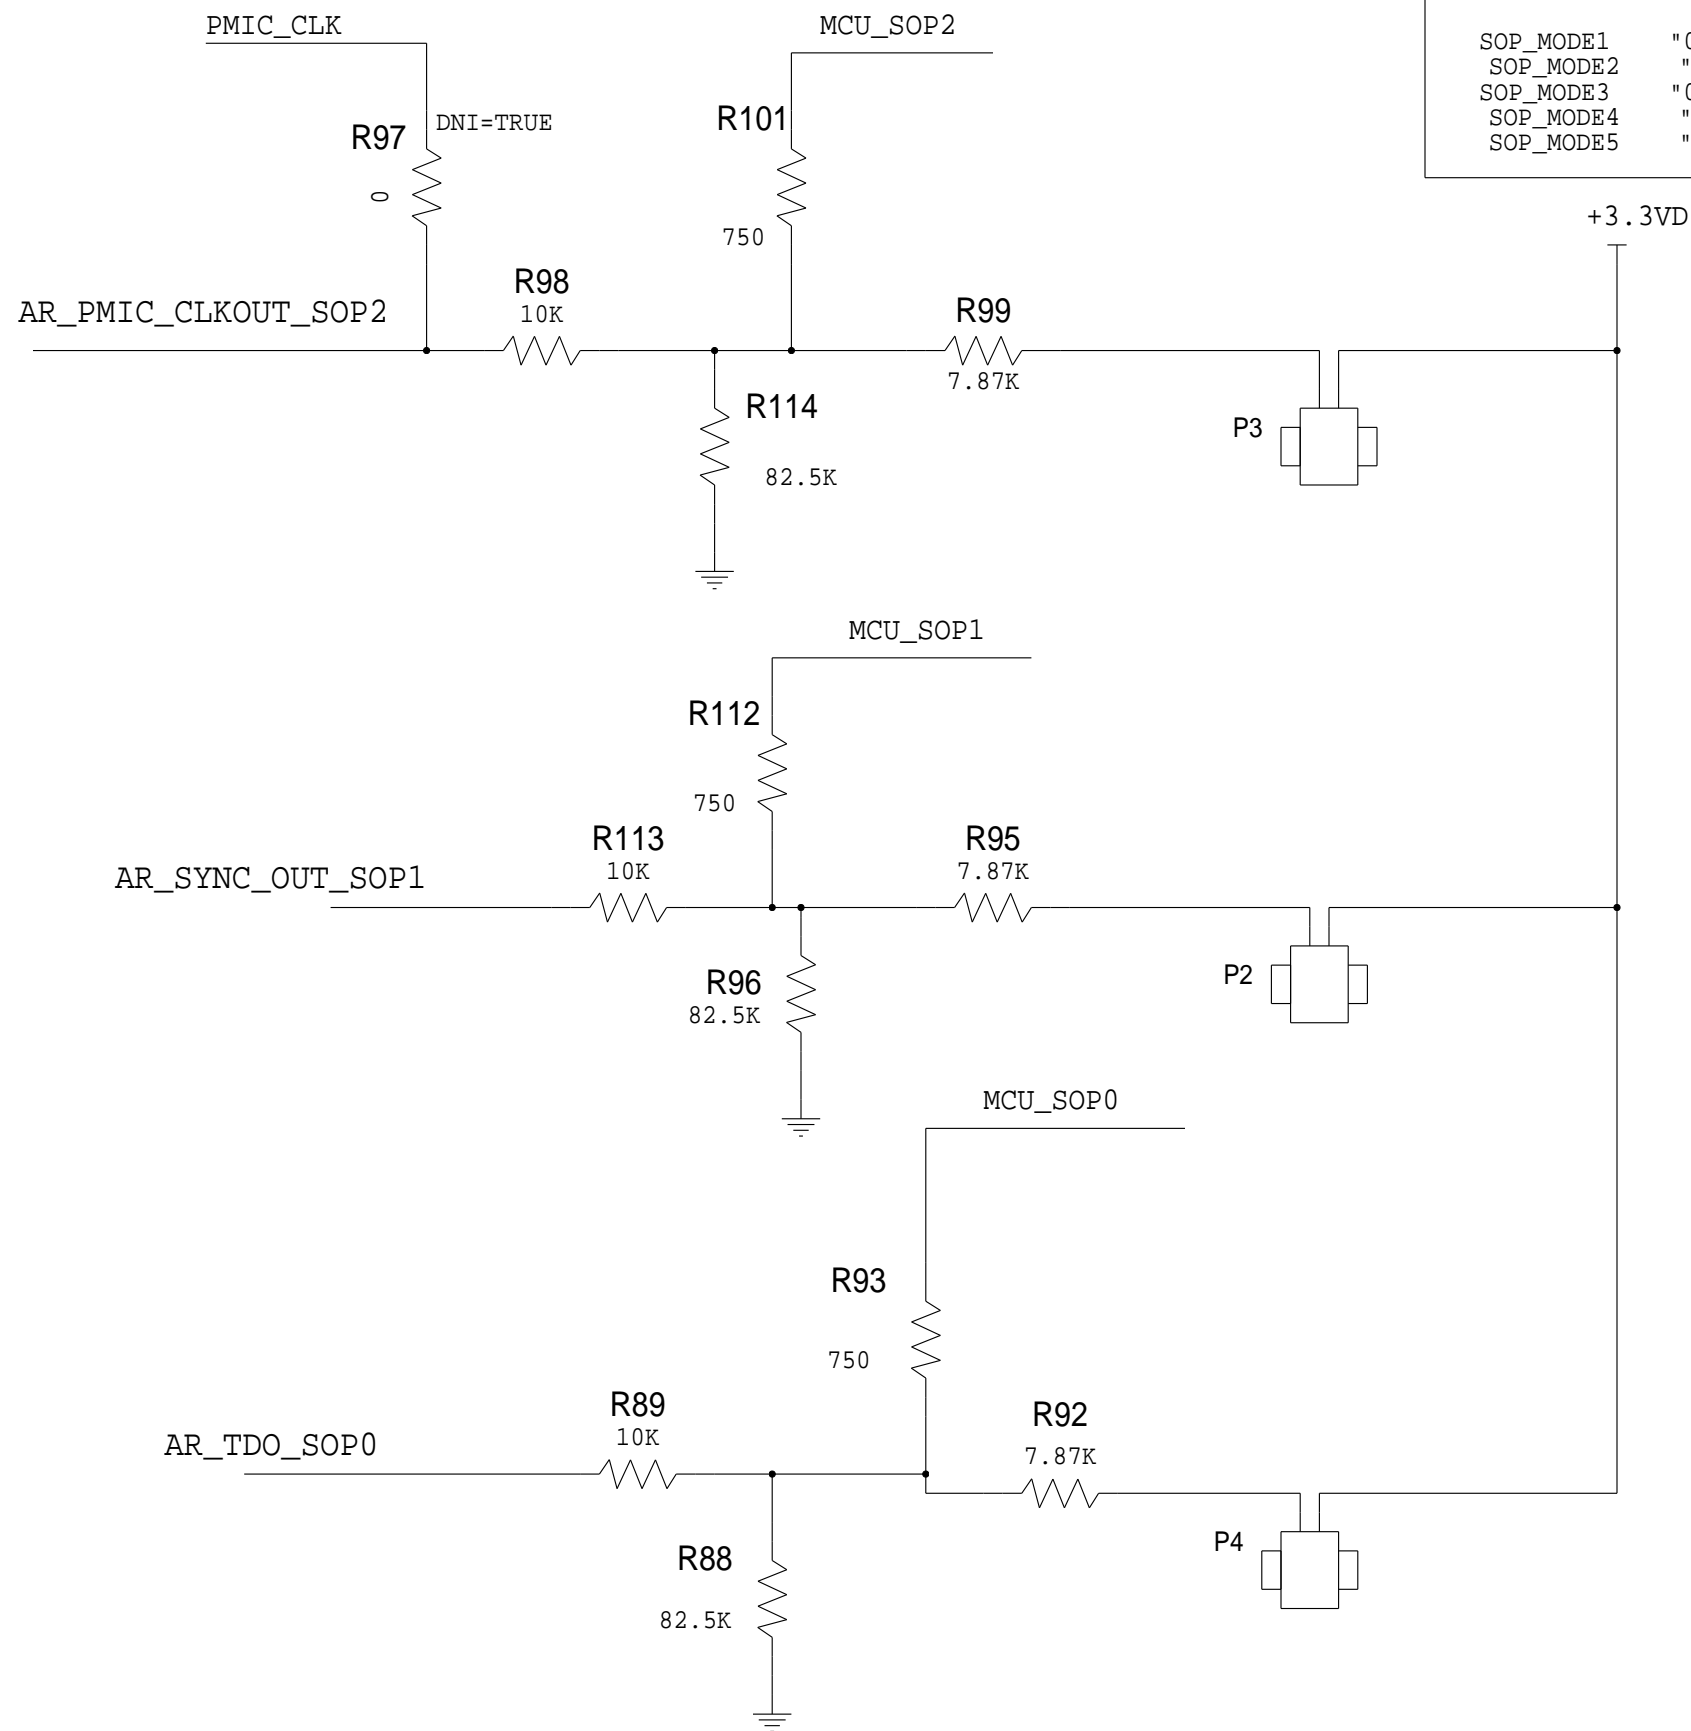 PMIC_CLK
MCU_SOP2
SOP_MODE1 "0
SOP_MODE2 "
SOP_MODE3 "0
SOP_MODE4 "
SOP_MODE5 "
R97
DNI=TRUE
0
R101
750
+3.3VD
AR_PMIC_CLKOUT_SOP2
R98
10K
R99
7.87K
R114
82.5K
P3
MCU_SOP1
R112
750
AR_SYNC_OUT_SOP1
R113
10K
R95
7.87K
R96
82.5K
P2
MCU_SOP0
R93
750
AR_TDO_SOP0
R89
10K
R92
7.87K
R88
82.5K
P4